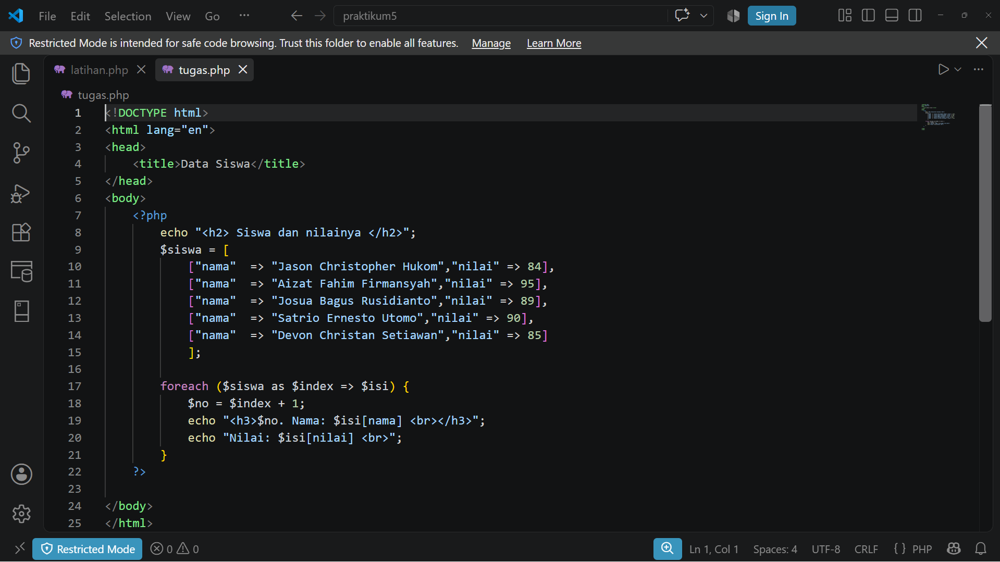 File Edit Selection View Go ··· praktikum5 Sign In
Restricted Mode is intended for safe code browsing. Trust this folder to enable all features. Manage Learn More
latihan.php tugas.php
tugas.php
1 <!DOCTYPE html>
2 <html lang="en">
3 <head>
4     <title>Data Siswa</title>
5 </head>
6 <body>
7     <?php
8         echo "<h2> Siswa dan nilainya </h2>";
9         $siswa = [
10             ["nama"  => "Jason Christopher Hukom","nilai" => 84],
11             ["nama"  => "Aizat Fahim Firmansyah","nilai" => 95],
12             ["nama"  => "Josua Bagus Rusidianto","nilai" => 89],
13             ["nama"  => "Satrio Ernesto Utomo","nilai" => 90],
14             ["nama"  => "Devon Christan Setiawan","nilai" => 85]
15             ];
16
17         foreach ($siswa as $index => $isi) {
18             $no = $index + 1;
19             echo "<h3>$no. Nama: $isi[nama] <br></h3>";
20             echo "Nilai: $isi[nilai] <br>";
21         }
22     ?>
23
24 </body>
25 </html>
Restricted Mode 0 0 Ln 1, Col 1 Spaces: 4 UTF-8 CRLF { } PHP